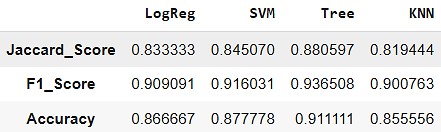 LogReg SVM Tree KNN
Jaccard_Score 0.833333 0.845070 0.880597 0.819444
F1_Score 0.909091 0.916031 0.936508 0.900763
Accuracy 0.866667 0.877778 0.911111 0.855556